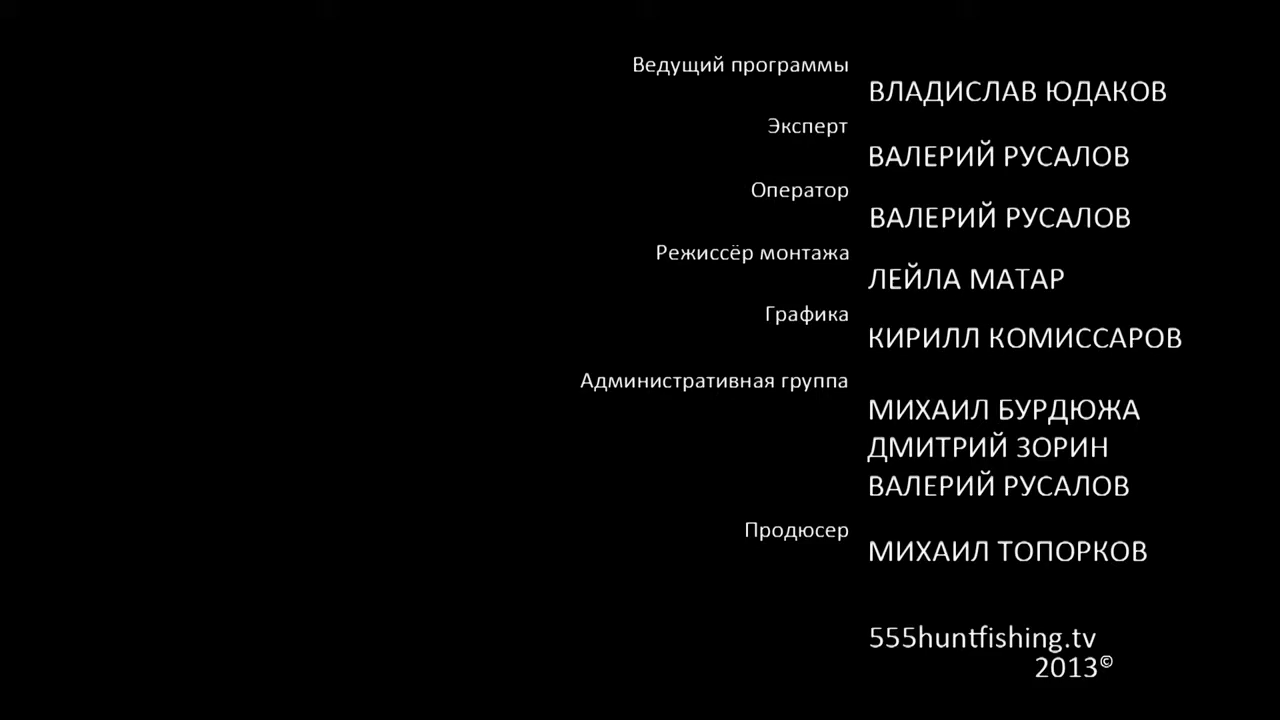 Ведущий программы
ВЛАДИСЛАВ ЮДАКОВ
Эксперт
ВАЛЕРИЙ РУСАЛОВ
Оператор
ВАЛЕРИЙ РУСАЛОВ
Режиссёр монтажа
ЛЕЙЛА МАТАР
Графика
КИРИЛЛ КОМИССАРОВ
Административная группа
МИХАИЛ БУРДЮЖА
ДМИТРИЙ ЗОРИН
ВАЛЕРИЙ РУСАЛОВ
Продюсер
МИХАИЛ ТОПОРКОВ
555huntfishing.tv
2013©